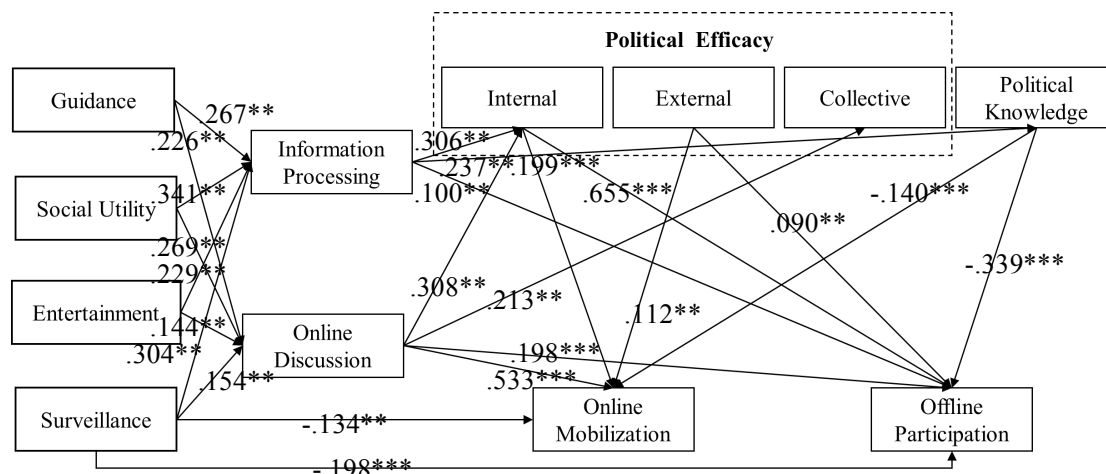 Political Efficacy
Guidance
Internal
External
Collective
Political
Knowledge
.267**
.226**
Information
Processing
.306**
.237**
.199***
.100**
.655***
-.140***
Social Utility
.341**
.090**
.269**
.229**
-.339***
Entertainment
.308**
.213**
.112**
.144**
.304**
Online
Discussion
.198***
.154**
.533***
Surveillance
-.134**
Online
Mobilization
Offline
Participation
-.198***